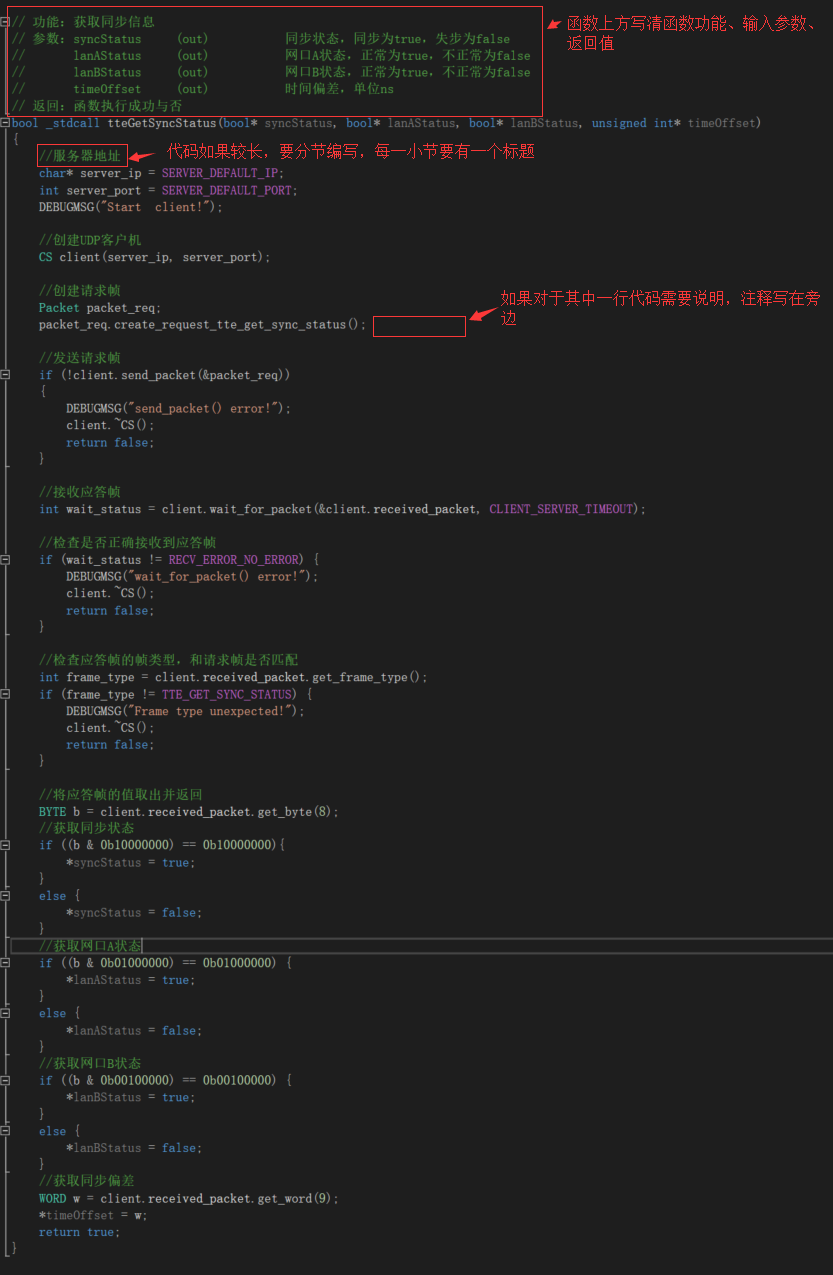 // 功能：获取同步信息
// 参数：syncStatus (out) 同步状态，同步为true，失步为false
// lanAStatus (out) 网口A状态，正常为true，不正常为false
// lanBStatus (out) 网口B状态，正常为true，不正常为false
// timeOffset (out) 时间偏差，单位ns
// 返回：函数执行成功与否
函数上方写清函数功能、输入参数、
返回值
bool _stdcall tteGetSyncStatus(bool* syncStatus, bool* lanAStatus, bool* lanBStatus, unsigned int* timeOffset)
{
//服务器地址
代码如果较长，要分节编写，每一小节要有一个标题
char* server_ip = SERVER_DEFAULT_IP;
int server_port = SERVER_DEFAULT_PORT;
DEBUGMSG("Start  client!");
//创建UDP客户机
CS client(server_ip, server_port);
//创建请求帧
Packet packet_req;
packet_req.create_request_tte_get_sync_status();
如果对于其中一行代码需要说明，注释写在旁
边
//发送请求帧
if (!client.send_packet(&packet_req))
{
DEBUGMSG("send_packet() error!");
client.~CS();
return false;
}
//接收应答帧
int wait_status = client.wait_for_packet(&client.received_packet, CLIENT_SERVER_TIMEOUT);
//检查是否正确接收到应答帧
if (wait_status != RECV_ERROR_NO_ERROR) {
DEBUGMSG("wait_for_packet() error!");
client.~CS();
return false;
}
//检查应答帧的帧类型，和请求帧是否匹配
int frame_type = client.received_packet.get_frame_type();
if (frame_type != TTE_GET_SYNC_STATUS) {
DEBUGMSG("Frame type unexpected!");
client.~CS();
return false;
}
//将应答帧的值取出并返回
BYTE b = client.received_packet.get_byte(8);
//获取同步状态
if ((b & 0b10000000) == 0b10000000){
*syncStatus = true;
}
else {
*syncStatus = false;
}
//获取网口A状态
if ((b & 0b01000000) == 0b01000000) {
*lanAStatus = true;
}
else {
*lanAStatus = false;
}
//获取网口B状态
if ((b & 0b00100000) == 0b00100000) {
*lanBStatus = true;
}
else {
*lanBStatus = false;
}
//获取同步偏差
WORD w = client.received_packet.get_word(9);
*timeOffset = w;
return true;
}